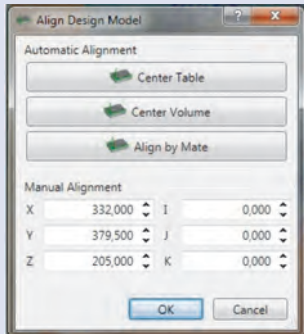 Align Design Model
Automatic Alignment
Center Table
Center Volume
Align by Mate
Manual Alignment
X 332,000 I 0,000
Y 379,500 J 0,000
Z 205,000 K 0,000
OK Cancel